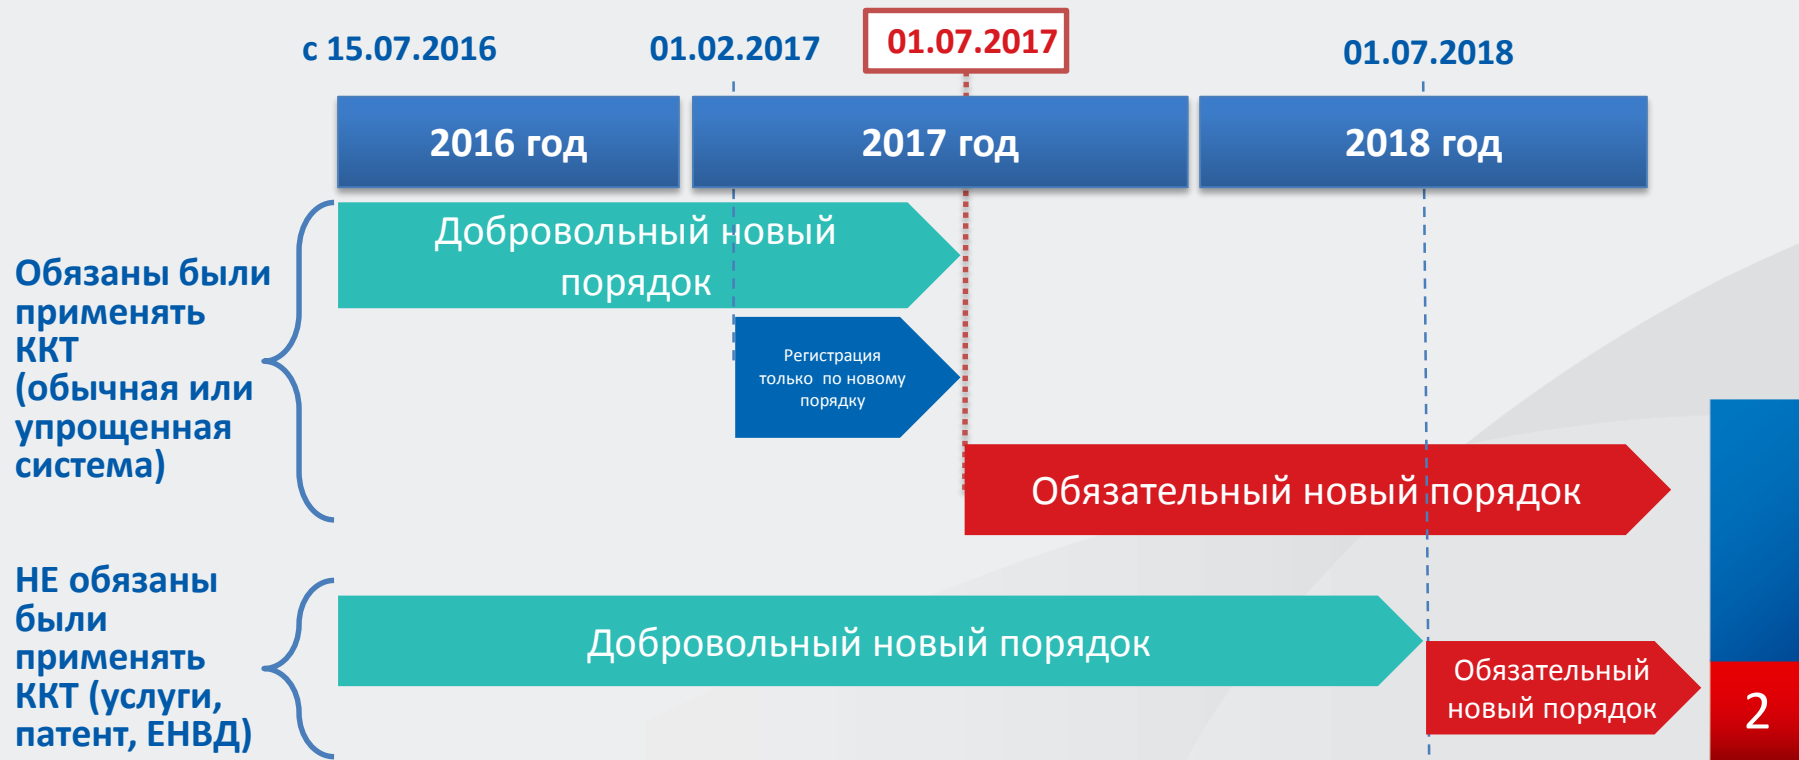 с 15.07.2016
01.02.2017
01.07.2017
01.07.2018
2016 год
2017 год
2018 год
Обязаны были
применять
ККТ
(обычная или
упрощенная
система)
Добровольный новый
порядок
Регистрация
только по новому
порядку
Обязательный новый порядок
НЕ обязаны
были
применять
ККТ (услуги,
патент, ЕНВД)
Добровольный новый порядок
Обязательный
новый порядок
2